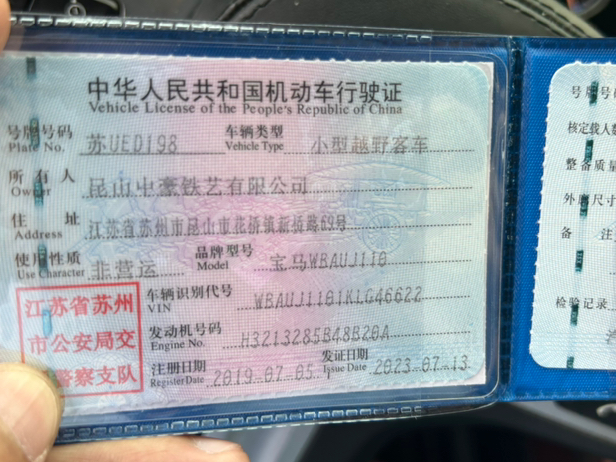 中华人民共和国机动车行驶证
Vehicle License of the People's Republic of China
号牌号码 苏UED198 车辆类型 小型越野客车
Plate No. Vehicle Type
所有人 昆山中豪铁艺有限公司
Owner
住址 江苏省苏州市昆山市花桥镇新桥路69号
Address
使用性质 非营运 品牌型号 宝马WBAUJ110
Use Character Model
车辆识别代号 WBAUJ1101KLG46622
VIN
发动机号码 H3213285B48B20A
Engine No.
注册日期 2019-07-05 发证日期 2023-07-13
Register Date Issue Date
江苏省苏州
市公安局交
警察支队
号牌号
核定载人数
整备质量
外廓尺寸
备注
检验记录